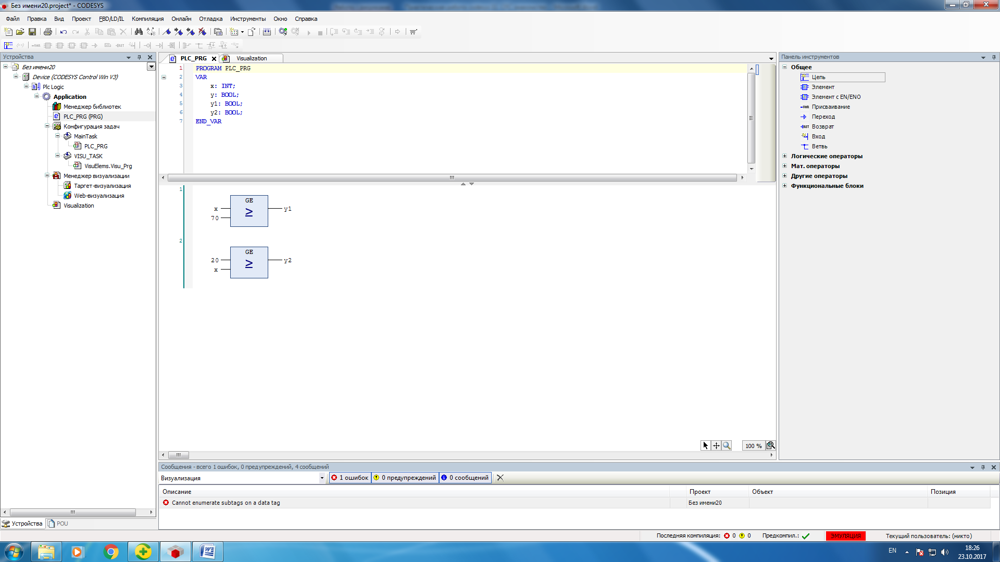 Без имени20.project* - CODESYS
Файл Правка Вид Проект FBD/LD/IL Компиляция Онлайн Отладка Инструменты Окно Справка
Устройства
Без имени20
Device (CODESYS Control Win V3)
Plc Logic
Application
Менеджер библиотек
PLC_PRG (PRG)
Конфигурация задач
MainTask
PLC_PRG
VISU_TASK
VisuElems.Visu_Prg
Менеджер визуализации
Таргет-визуализация
Web-визуализация
Visualization
Устройства POU
PLC_PRG Visualization
1 PROGRAM PLC_PRG
2 VAR
3 x: INT;
4 y: BOOL;
5 y1: BOOL;
6 y2: BOOL;
7 END_VAR
1
GE
x ≥ y1
70
2
GE
20 ≥ y2
x
100 %
Панель инструментов
Общее
Цепь
Элемент
Элемент с EN/ENO
VAR Присваивание
Переход
RET Возврат
Вход
Ветвь
Логические операторы
Мат. операторы
Другие операторы
Функциональные блоки
Сообщения - всего 1 ошибок, 0 предупреждений, 4 сообщений
Визуализация 1 ошибок 0 предупреждений 0 сообщений
Описание Проект Объект Позиция
Cannot enumerate subtags on a data tag Без имени20
Последняя компиляция: 0 0 Предкомпил.: ЭМУЛЯЦИЯ Текущий пользователь: (никто)
EN 18:26
23.10.2017